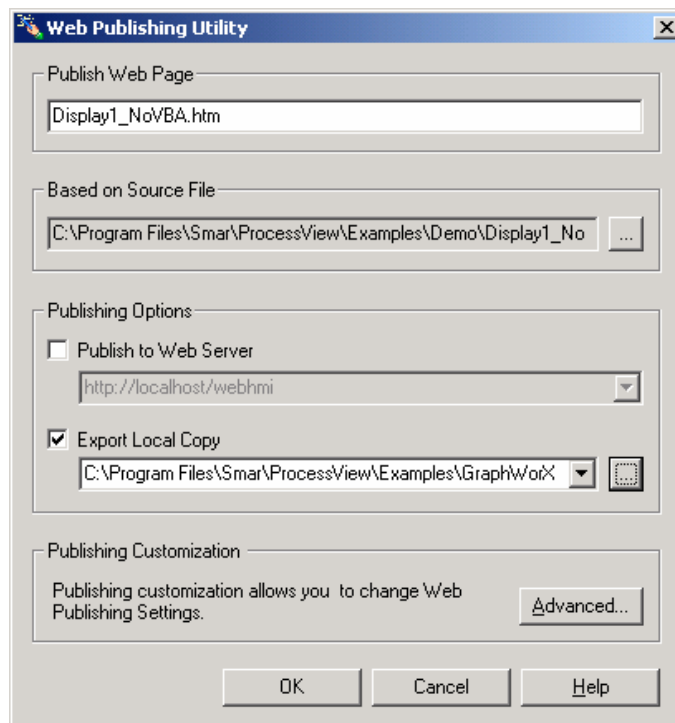 Web Publishing Utility
Publish Web Page
Display1_NoVBA.htm
Based on Source File
C:\Program Files\Smar\ProcessView\Examples\Demo\Display1_No
...
Publishing Options
Publish to Web Server
http://localhost/webhmi
Export Local Copy
C:\Program Files\Smar\ProcessView\Examples\GraphWorX
...
Publishing Customization
Publishing customization allows you to change Web
Publishing Settings.
Advanced...
OK Cancel Help